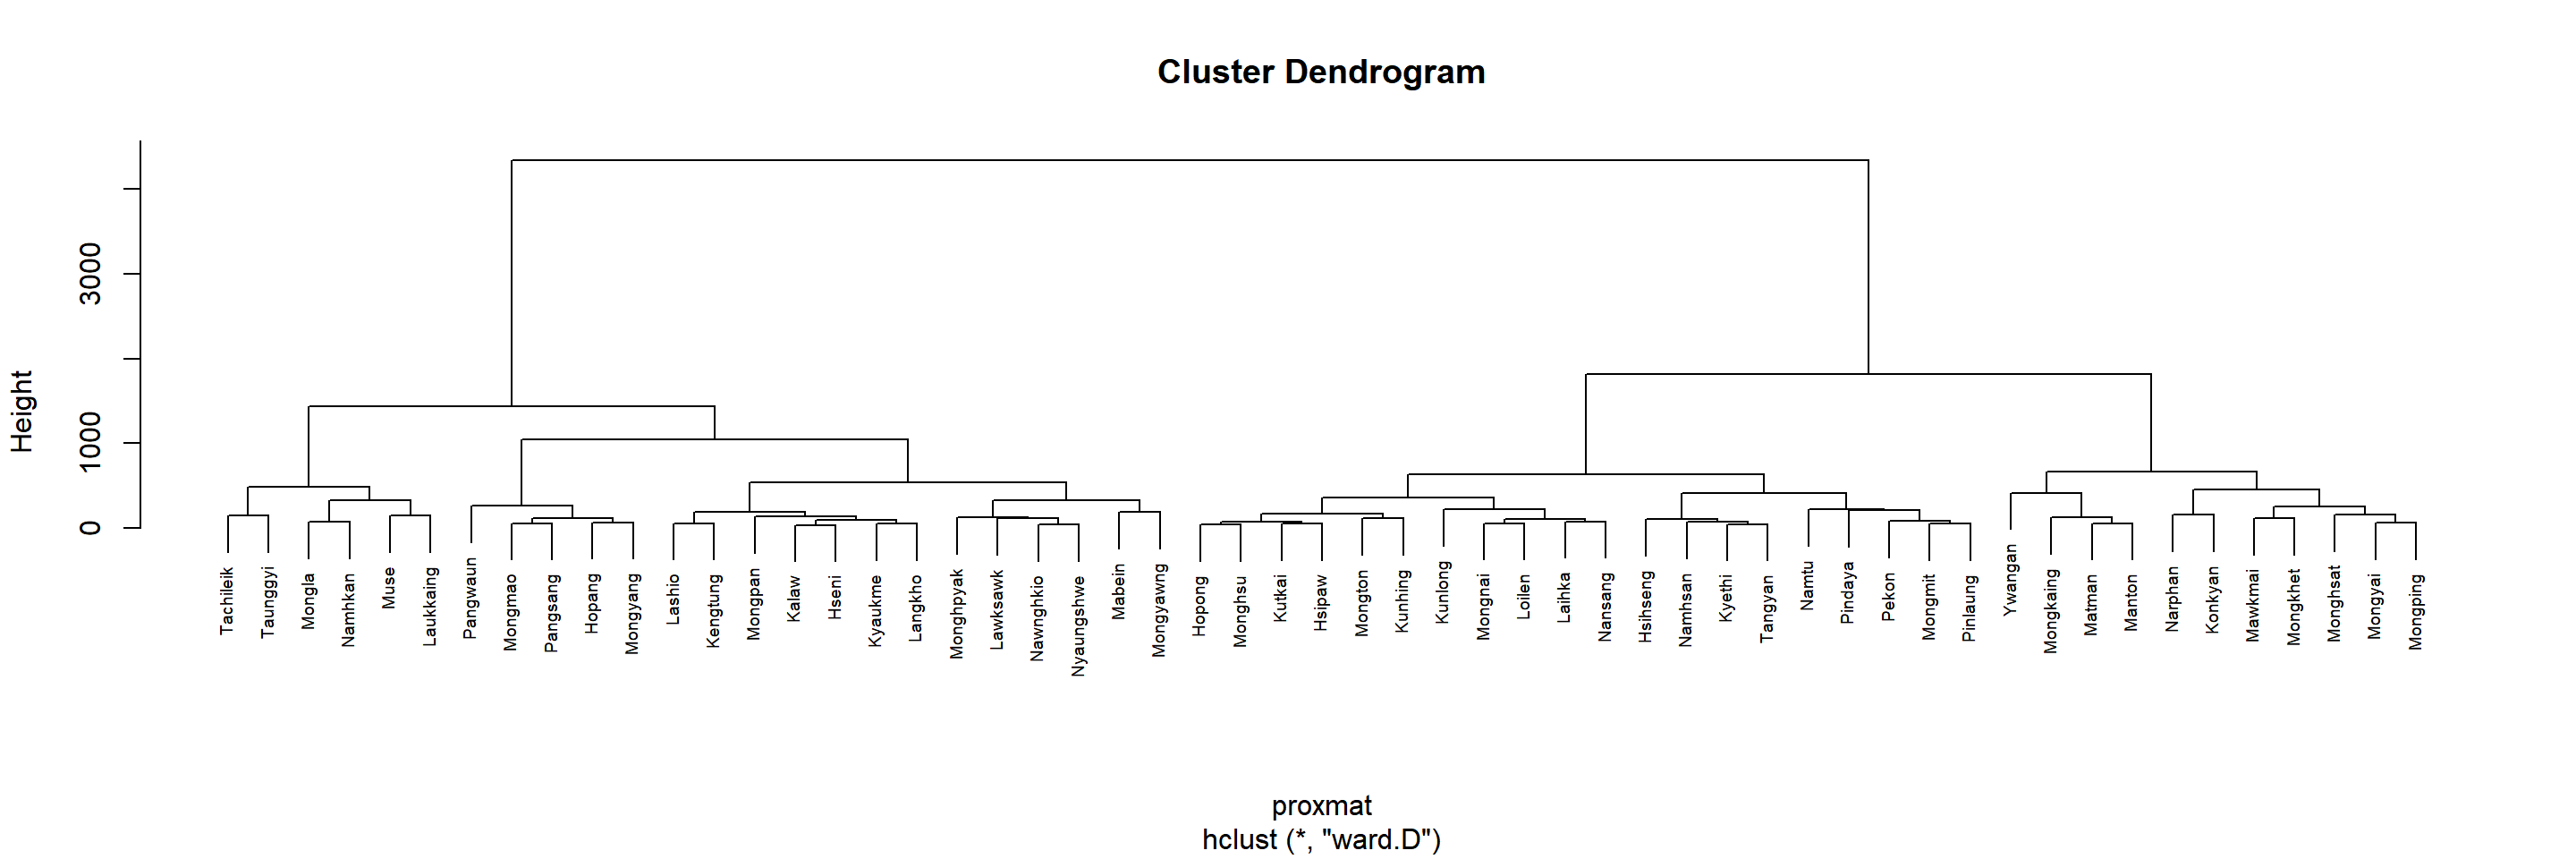 Cluster Dendrogram
Height
0
1000
3000
Tachileik
Taunggyi
Mongla
Namhkan
Muse
Laukkaing
Pangwaun
Mongmao
Pangsang
Hopang
Mongyang
Lashio
Kengtung
Mongpan
Kalaw
Hseni
Kyaukme
Langkho
Monghpyak
Lawksawk
Nawnghkio
Nyaungshwe
Mabein
Mongyawng
Hopong
Monghsu
Kutkai
Hsipaw
Mongton
Kunhing
Kunlong
Mongnai
Loilen
Laihka
Nansang
Hsihseng
Namhsan
Kyethi
Tangyan
Namtu
Pindaya
Pekon
Mongmit
Pinlaung
Ywangan
Mongkaing
Matman
Manton
Narphan
Konkyan
Mawkmai
Mongkhet
Monghsat
Mongyai
Mongping
proxmat
hclust (*, "ward.D")